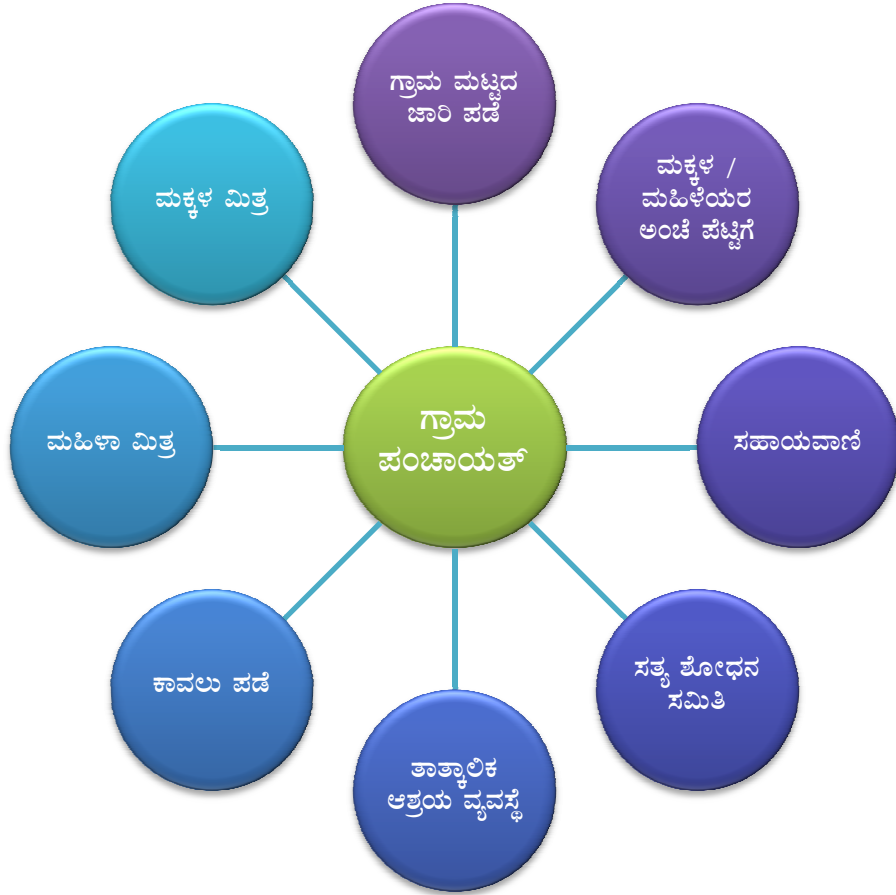 ಗ್ರಾಮ ಮಟ್ಟದ
ಜಾರಿ ಪಡೆ
ಮಕ್ಕಳ /
ಮಹಿಳೆಯರ
ಅಂಚೆ ಪೆಟ್ಟಿಗೆ
ಸಹಾಯವಾಣಿ
ಸತ್ಯ ಶೋಧನ
ಸಮಿತಿ
ತಾತ್ಕಾಲಿಕ
ಆಶ್ರಯ ವ್ಯವಸ್ಥೆ
ಕಾವಲು ಪಡೆ
ಮಹಿಳಾ ಮಿತ್ರ
ಮಕ್ಕಳ ಮಿತ್ರ
ಗ್ರಾಮ
ಪಂಚಾಯತ್